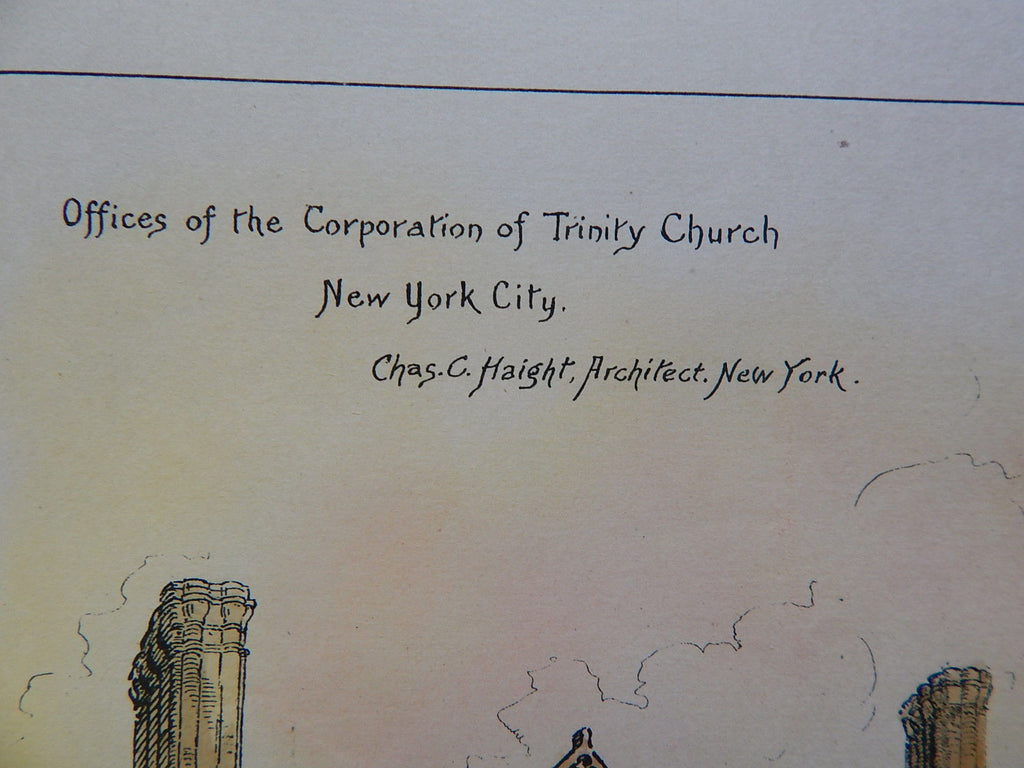 Offices of the Corporation of Trinity Church
New York City.
Chas. C. Haight, Architect. New York.